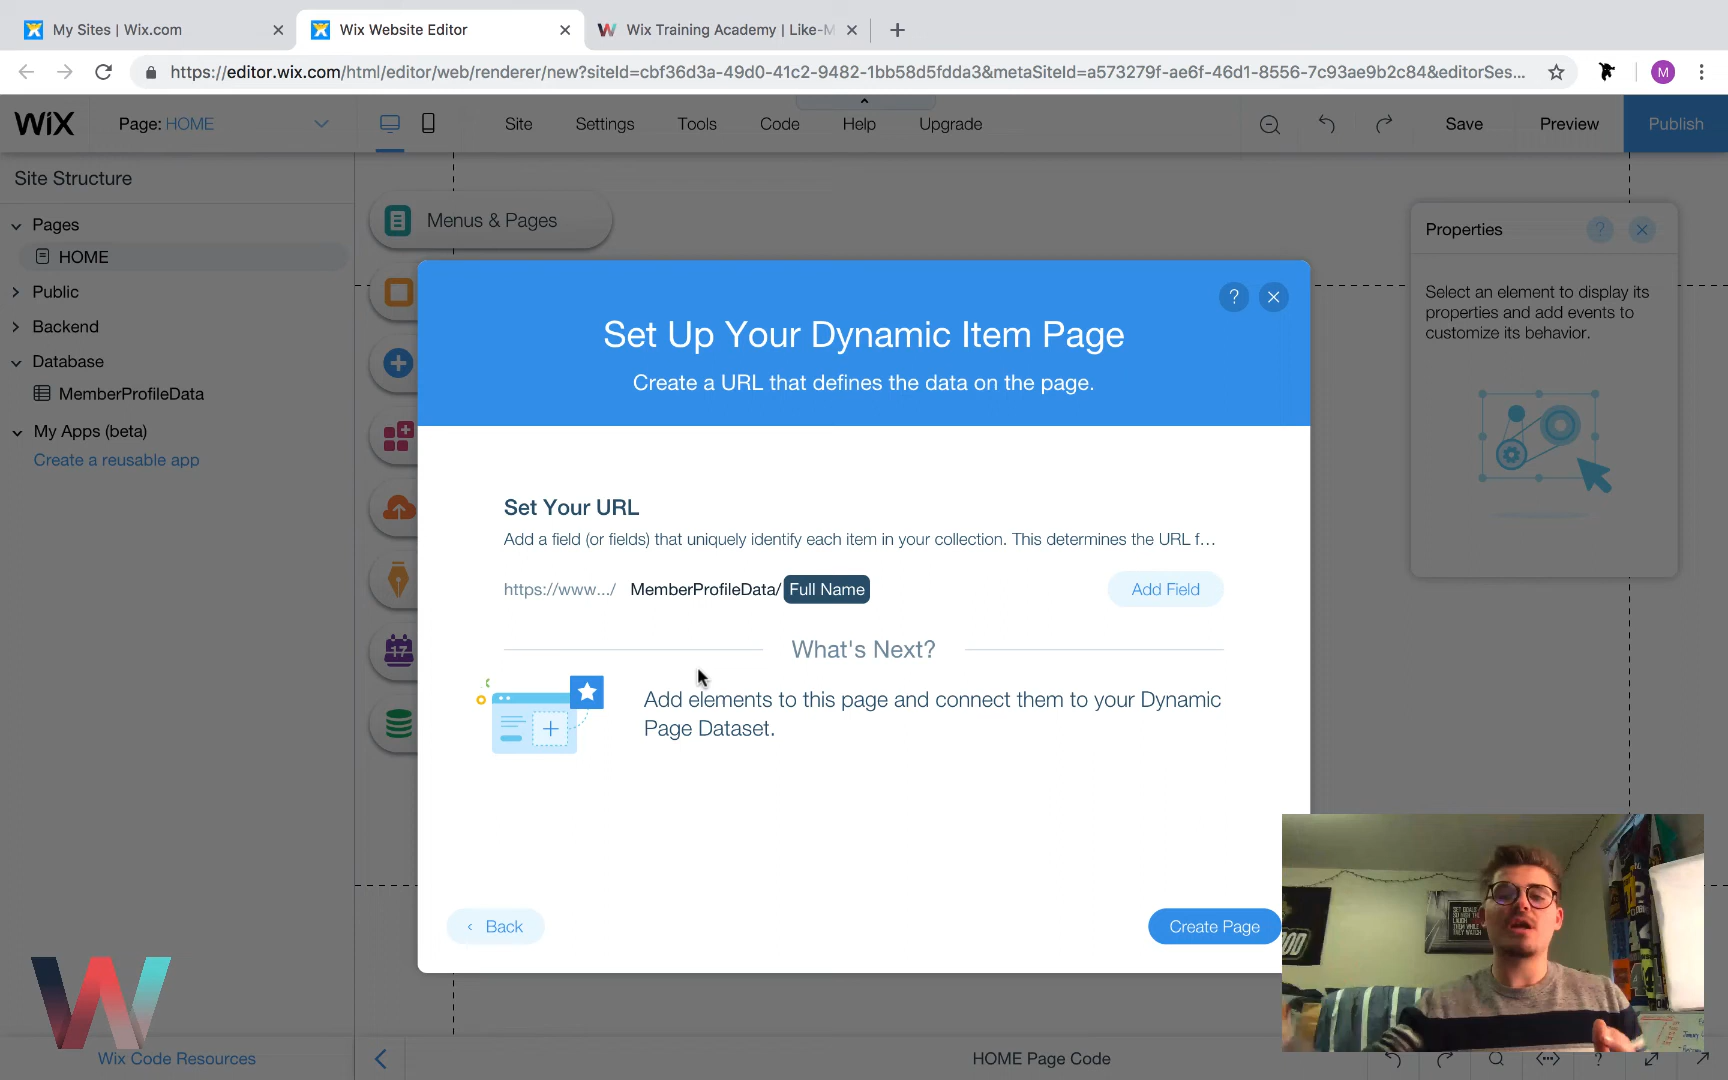 My Sites | Wix.com
Wix Website Editor
Wix Training Academy | Like-M
https://editor.wix.com/html/editor/web/renderer/new?siteId=cbf36d3a-49d0-41c2-9482-1bb58d5fdda3&metaSiteId=a573279f-ae6f-46d1-8556-7c93ae9b2c84&editorSes...
M
WiX
Page: HOME
Site
Settings
Tools
Code
Help
Upgrade
Save
Preview
Publish
Site Structure
Pages
HOME
Public
Backend
Database
MemberProfileData
My Apps (beta)
Create a reusable app
Menus & Pages
17
Properties
?
Select an element to display its
properties and add events to
customize its behavior.
?
Set Up Your Dynamic Item Page
Create a URL that defines the data on the page.
Set Your URL
Add a field (or fields) that uniquely identify each item in your collection. This determines the URL f...
https://www.../ MemberProfileData/ Full Name
Add Field
What's Next?
Add elements to this page and connect them to your Dynamic
Page Dataset.
Back
Create Page
W
Wix Code Resources
HOME Page Code
?